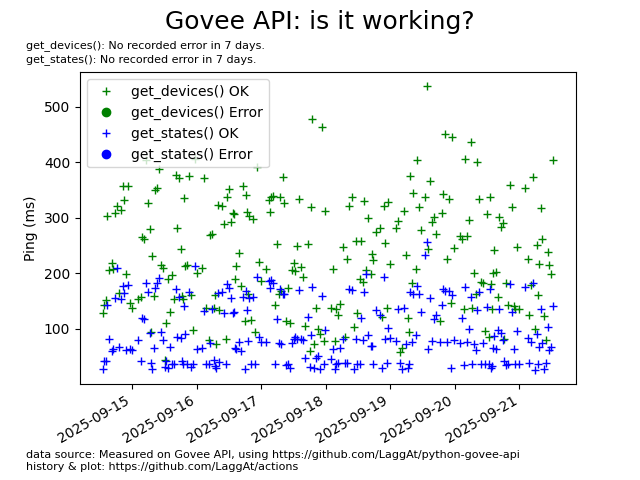 Govee API: is it working?
get_devices(): No recorded error in 7 days.
get_states(): No recorded error in 7 days.
get_devices() OK
get_devices() Error
get_states() OK
get_states() Error
500
400
300
200
100
Ping (ms)
2025-09-15
2025-09-16
2025-09-17
2025-09-18
2025-09-19
2025-09-20
2025-09-21
data source: Measured on Govee API, using https://github.com/LaggAt/python-govee-api
history & plot: https://github.com/LaggAt/actions